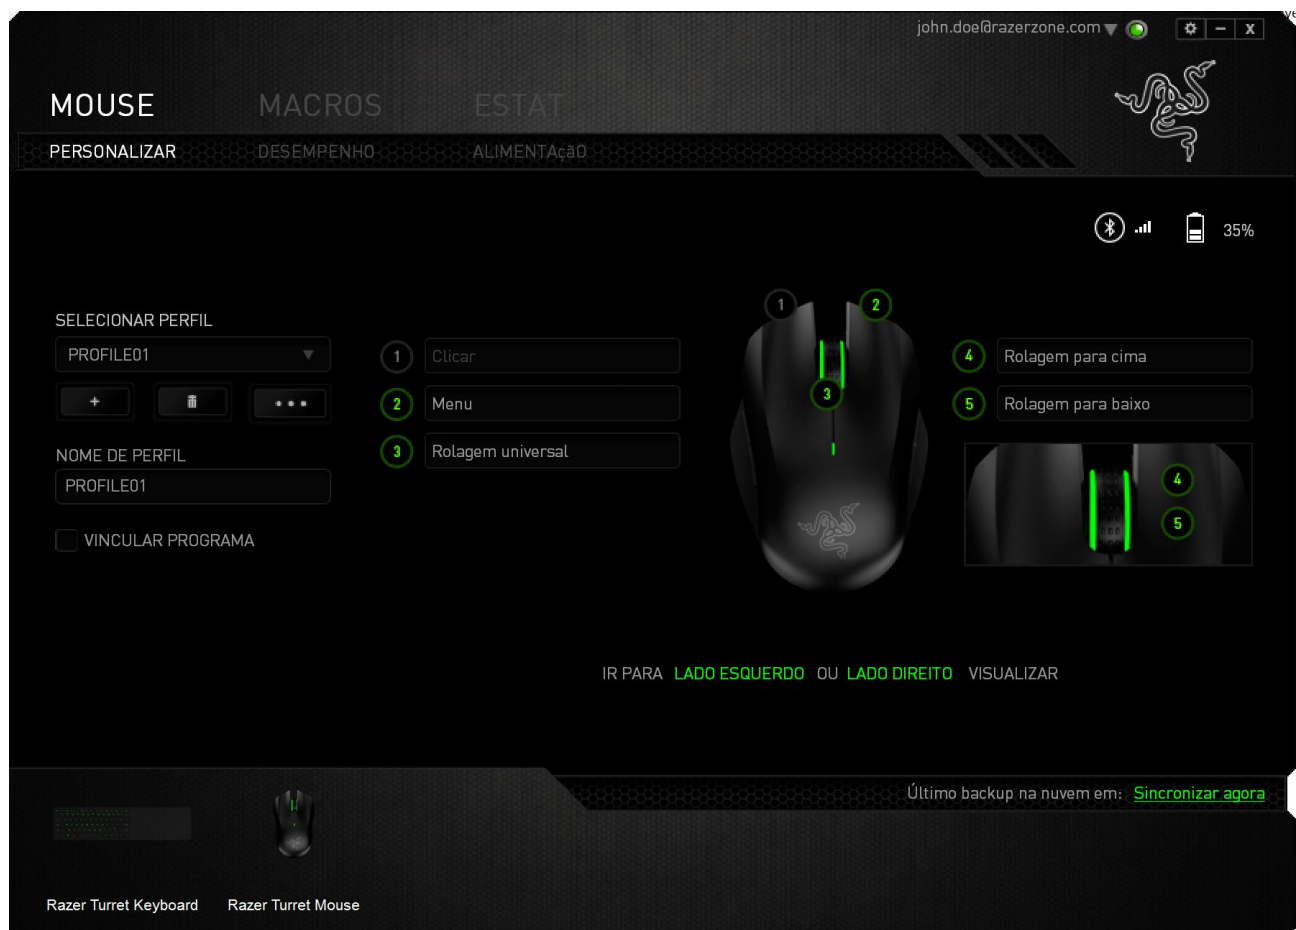 john.doe@razerzone.com
MOUSE MACROS ESTAT
PERSONALIZAR DESEMPENHO ALIMENTAçãO
35%
SELECIONAR PERFIL
PROFILE01
NOME DE PERFIL
PROFILE01
VINCULAR PROGRAMA
1 Clicar
2 Menu
3 Rolagem universal
1
2
3
4 Rolagem para cima
5 Rolagem para baixo
4
5
IR PARA LADO ESQUERDO OU LADO DIREITO VISUALIZAR
Último backup na nuvem em: Sincronizar agora
Razer Turret Keyboard Razer Turret Mouse